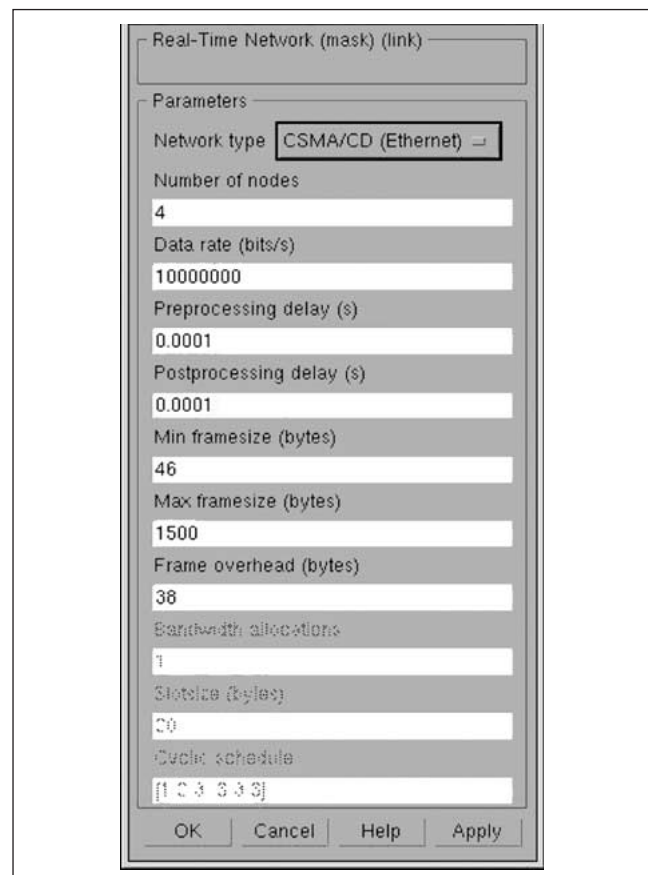 Real-Time Network (mask) (link)
Parameters
Network type CSMA/CD (Ethernet)
Number of nodes
4
Data rate (bits/s)
10000000
Preprocessing delay (s)
0.0001
Postprocessing delay (s)
0.0001
Min framesize (bytes)
46
Max framesize (bytes)
1500
Frame overhead (bytes)
38
Bandwidth allocations
1
Slotsize (bytes)
20
Cyclic schedule
OK Cancel Help Apply